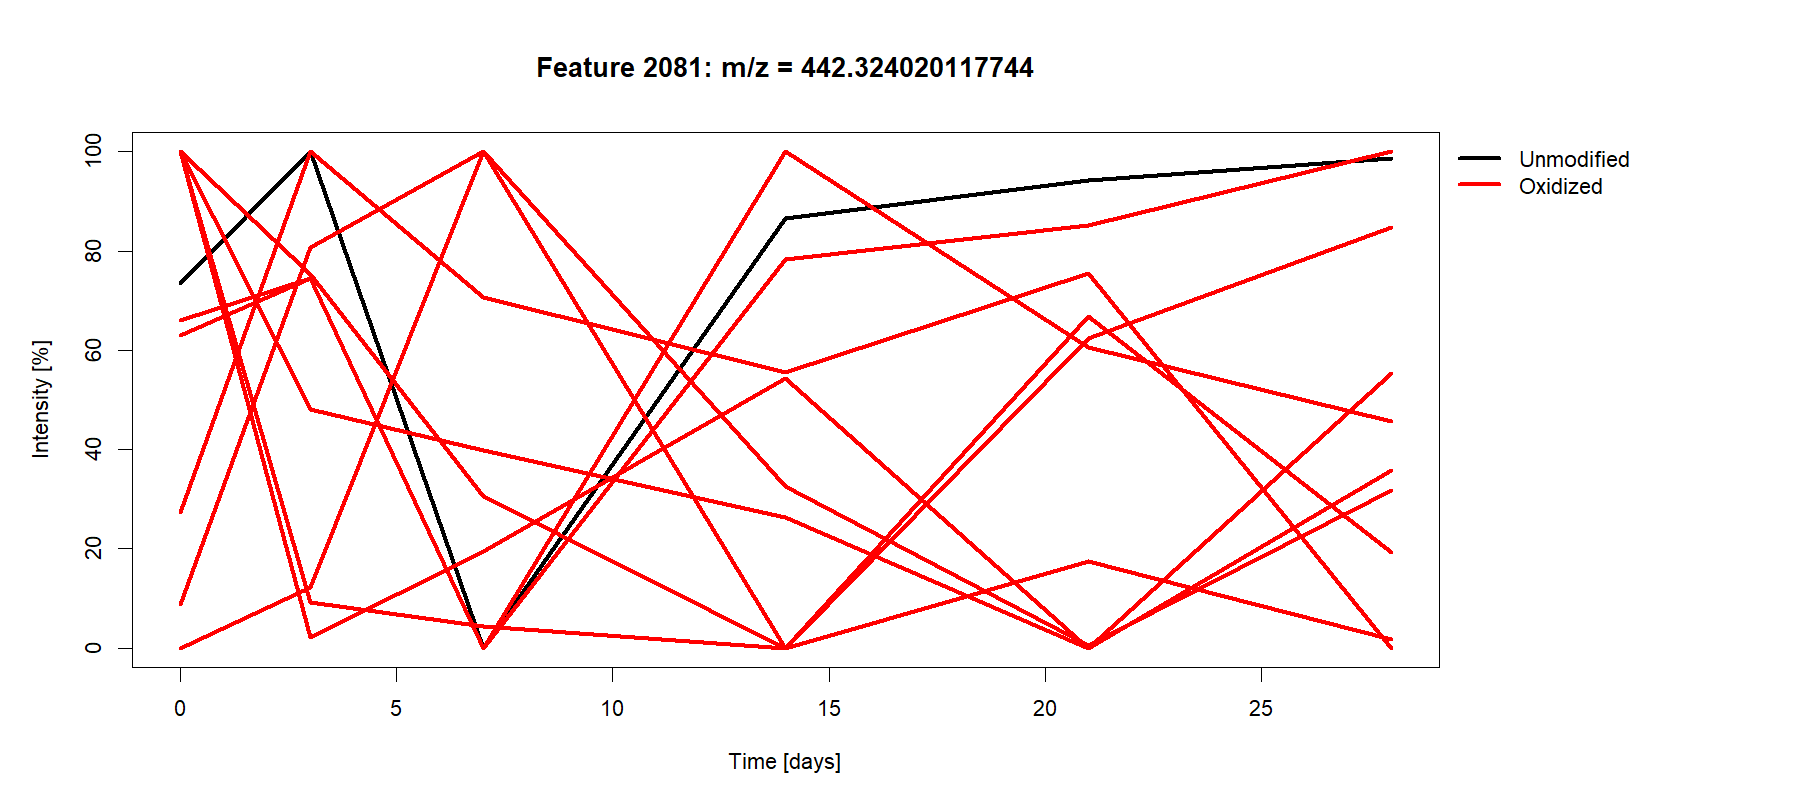 Feature 2081: m/z = 442.324020117744
Unmodified
Oxidized
Intensity [%]
100
80
60
40
20
0
0 5 10 15 20 25
Time [days]